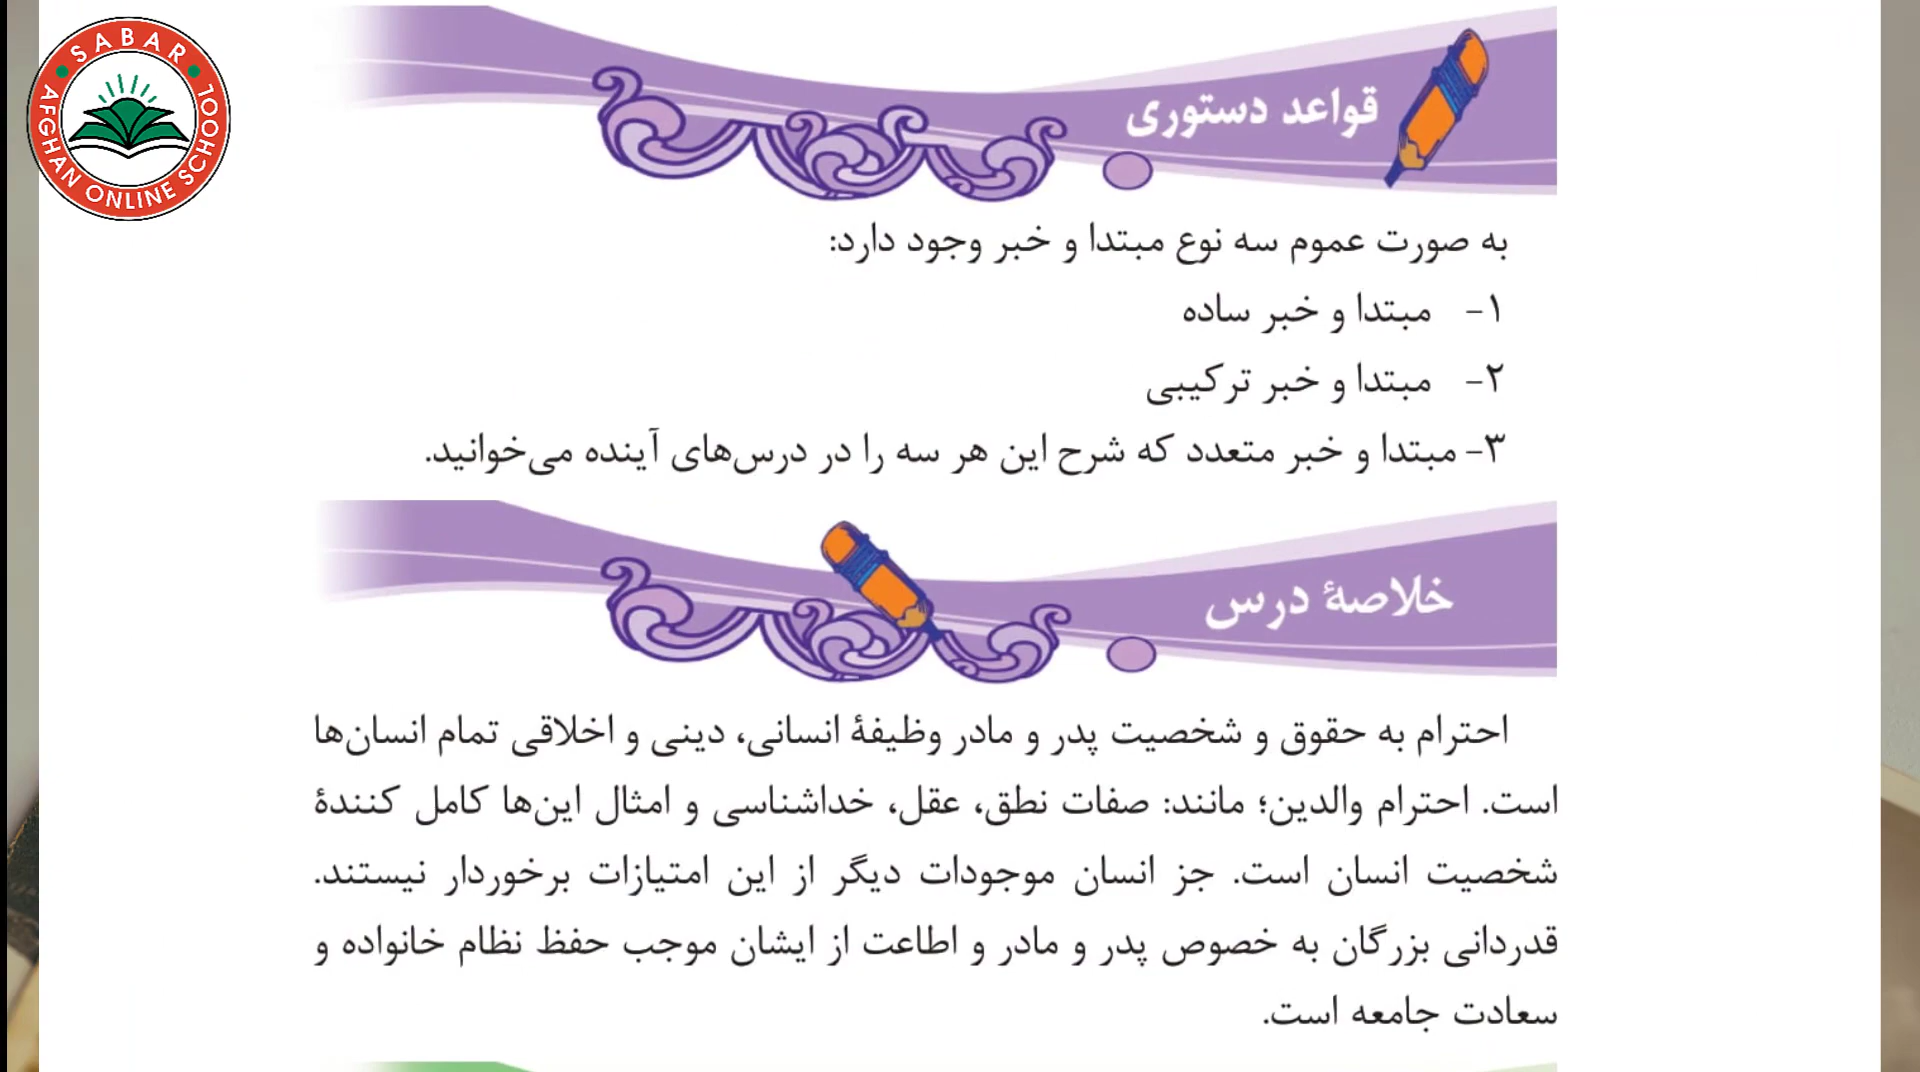 SABAR
AFGHAN ONLINE SCHOOL
قواعد دستوری
به صورت عموم سه نوع مبتدا و خبر وجود دارد:
۱- مبتدا و خبر ساده
۲- مبتدا و خبر ترکیبی
۳- مبتدا و خبر متعدد که شرح این هر سه را در درس‌های آینده می‌خوانید.
خلاصهٔ درس
احترام به حقوق و شخصیت پدر و مادر وظیفهٔ انسانی، دینی و اخلاقی تمام انسان‌ها
است. احترام والدین؛ مانند: صفات نطق، عقل، خداشناسی و امثال این‌ها کامل کنندهٔ
شخصیت انسان است. جز انسان موجودات دیگر از این امتیازات برخوردار نیستند.
قدردانی بزرگان به خصوص پدر و مادر و اطاعت از ایشان موجب حفظ نظام خانواده و
سعادت جامعه است.